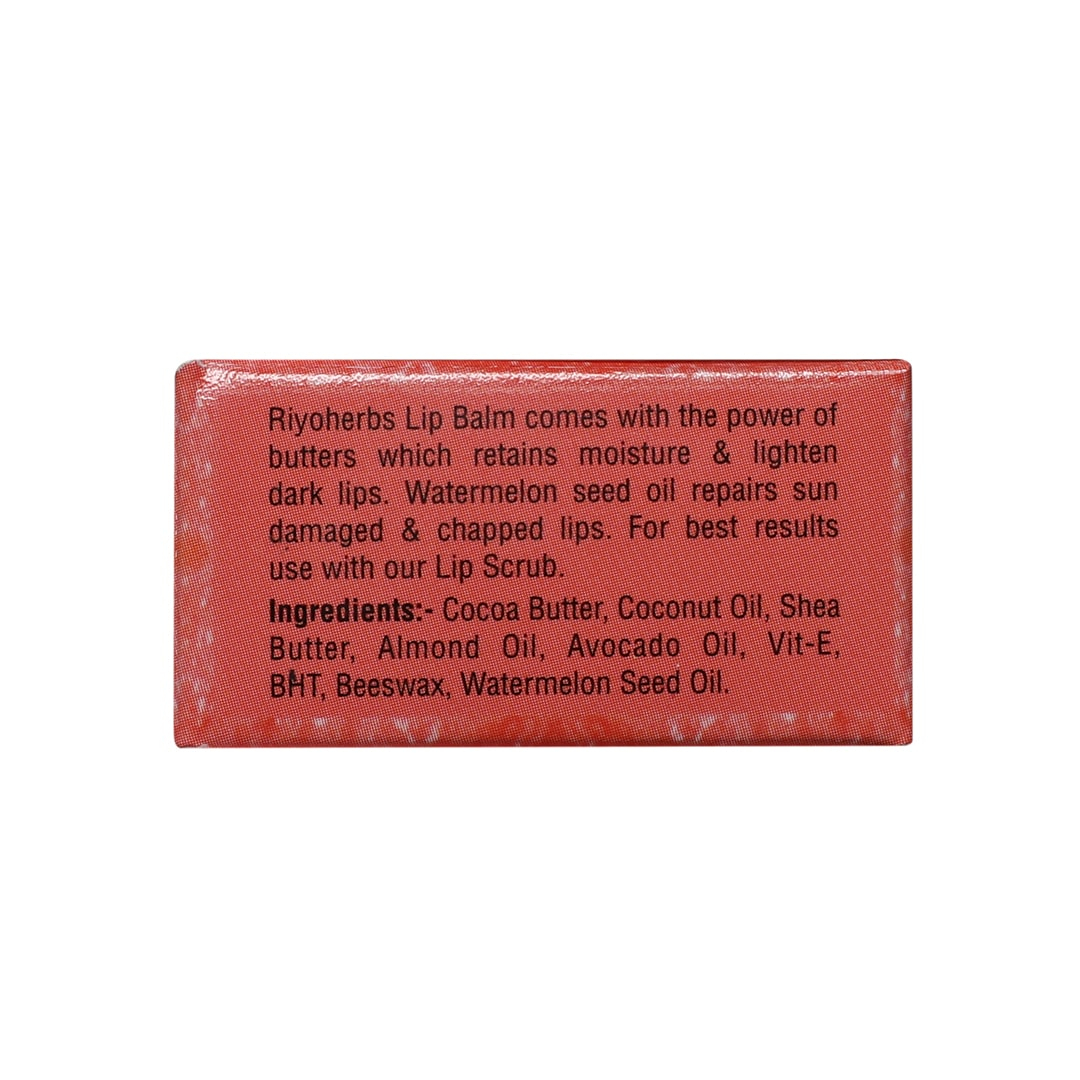 Riyoherbs Lip Balm comes with the power of
butters which retains moisture & lighten
dark lips. Watermelon seed oil repairs sun
damaged & chapped lips. For best results
use with our Lip Scrub.
Ingredients:- Cocoa Butter, Coconut Oil, Shea
Butter, Almond Oil, Avocado Oil, Vit-E,
BHT, Beeswax, Watermelon Seed Oil.